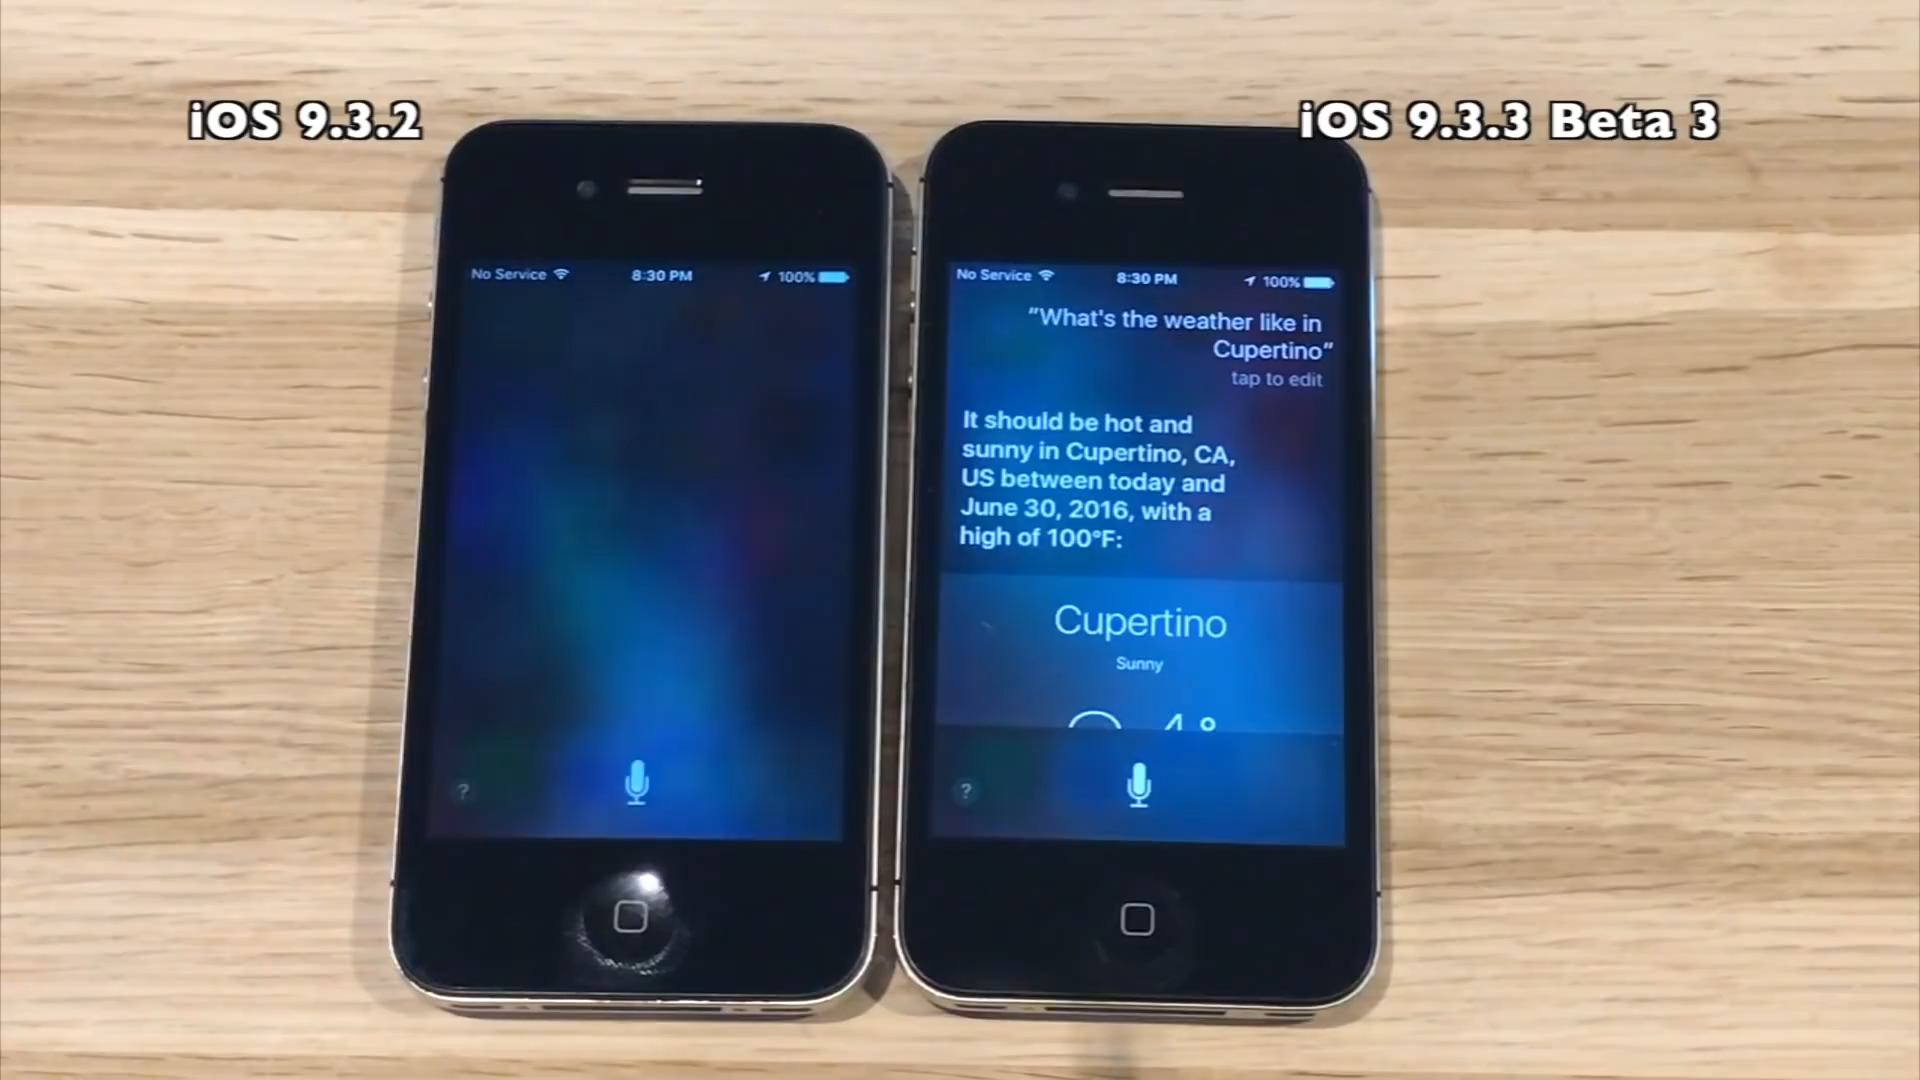 iOS 9.3.2
iOS 9.3.3 Beta 3
No Service
8:30 PM
100%
?
No Service
8:30 PM
100%
"What's the weather like in
Cupertino"
tap to edit
It should be hot and
sunny in Cupertino, CA,
US between today and
June 30, 2016, with a
high of 100°F:
Cupertino
Sunny
?